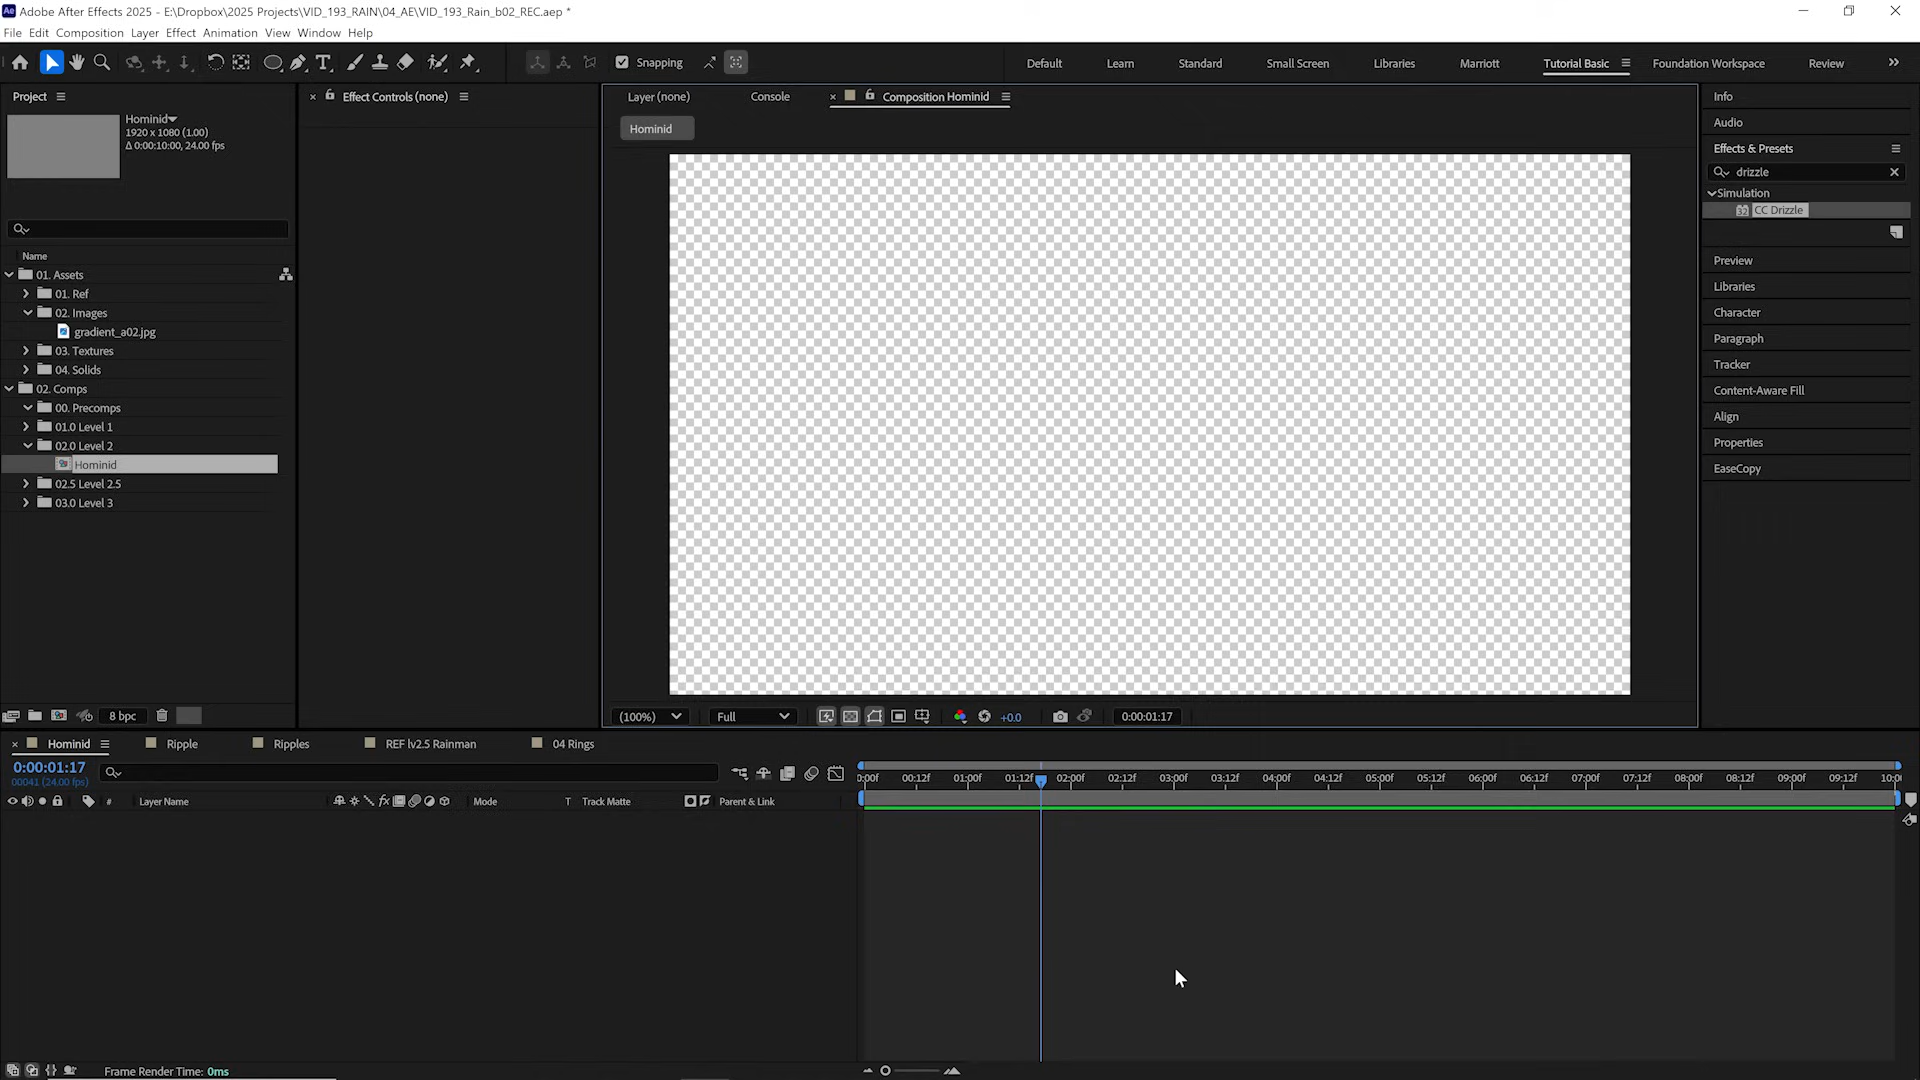 Adobe After Effects 2025 - E:\Dropbox\2025 Projects\VID_193_RAIN\04_AE\VID_193_Rain_b02_REC.aep *
File Edit Composition Layer Effect Animation View Window Help
Snapping
Default Learn Standard Small Screen Libraries Marriott Tutorial Basic Foundation Workspace Review
Project
Hominid
1920 x 1080 (1.00)
Δ 0:00:10:00, 24.00 fps
Name
01. Assets
01. Ref
02. Images
gradient_a02.jpg
03. Textures
04. Solids
02. Comps
00. Precomps
01.0 Level 1
02.0 Level 2
Hominid
02.5 Level 2.5
03.0 Level 3
8 bpc
Effect Controls (none)
Layer (none) Console Composition Hominid
Hominid
(100%) Full +0.0 0:00:01:17
Info
Audio
Effects & Presets
drizzle
Simulation
32 CC Drizzle
Preview
Libraries
Character
Paragraph
Tracker
Content-Aware Fill
Align
Properties
EaseCopy
Hominid Ripple Ripples REF lv2.5 Rainman 04 Rings
0:00:01:17
00041 (24.00 fps)
# Layer Name fx Mode T Track Matte Parent & Link
0:00f 00:12f 01:00f 01:12f 02:00f 02:12f 03:00f 03:12f 04:00f 04:12f 05:00f 05:12f 06:00f 06:12f 07:00f 07:12f 08:00f 08:12f 09:00f 09:12f 10:0
Frame Render Time: 0ms